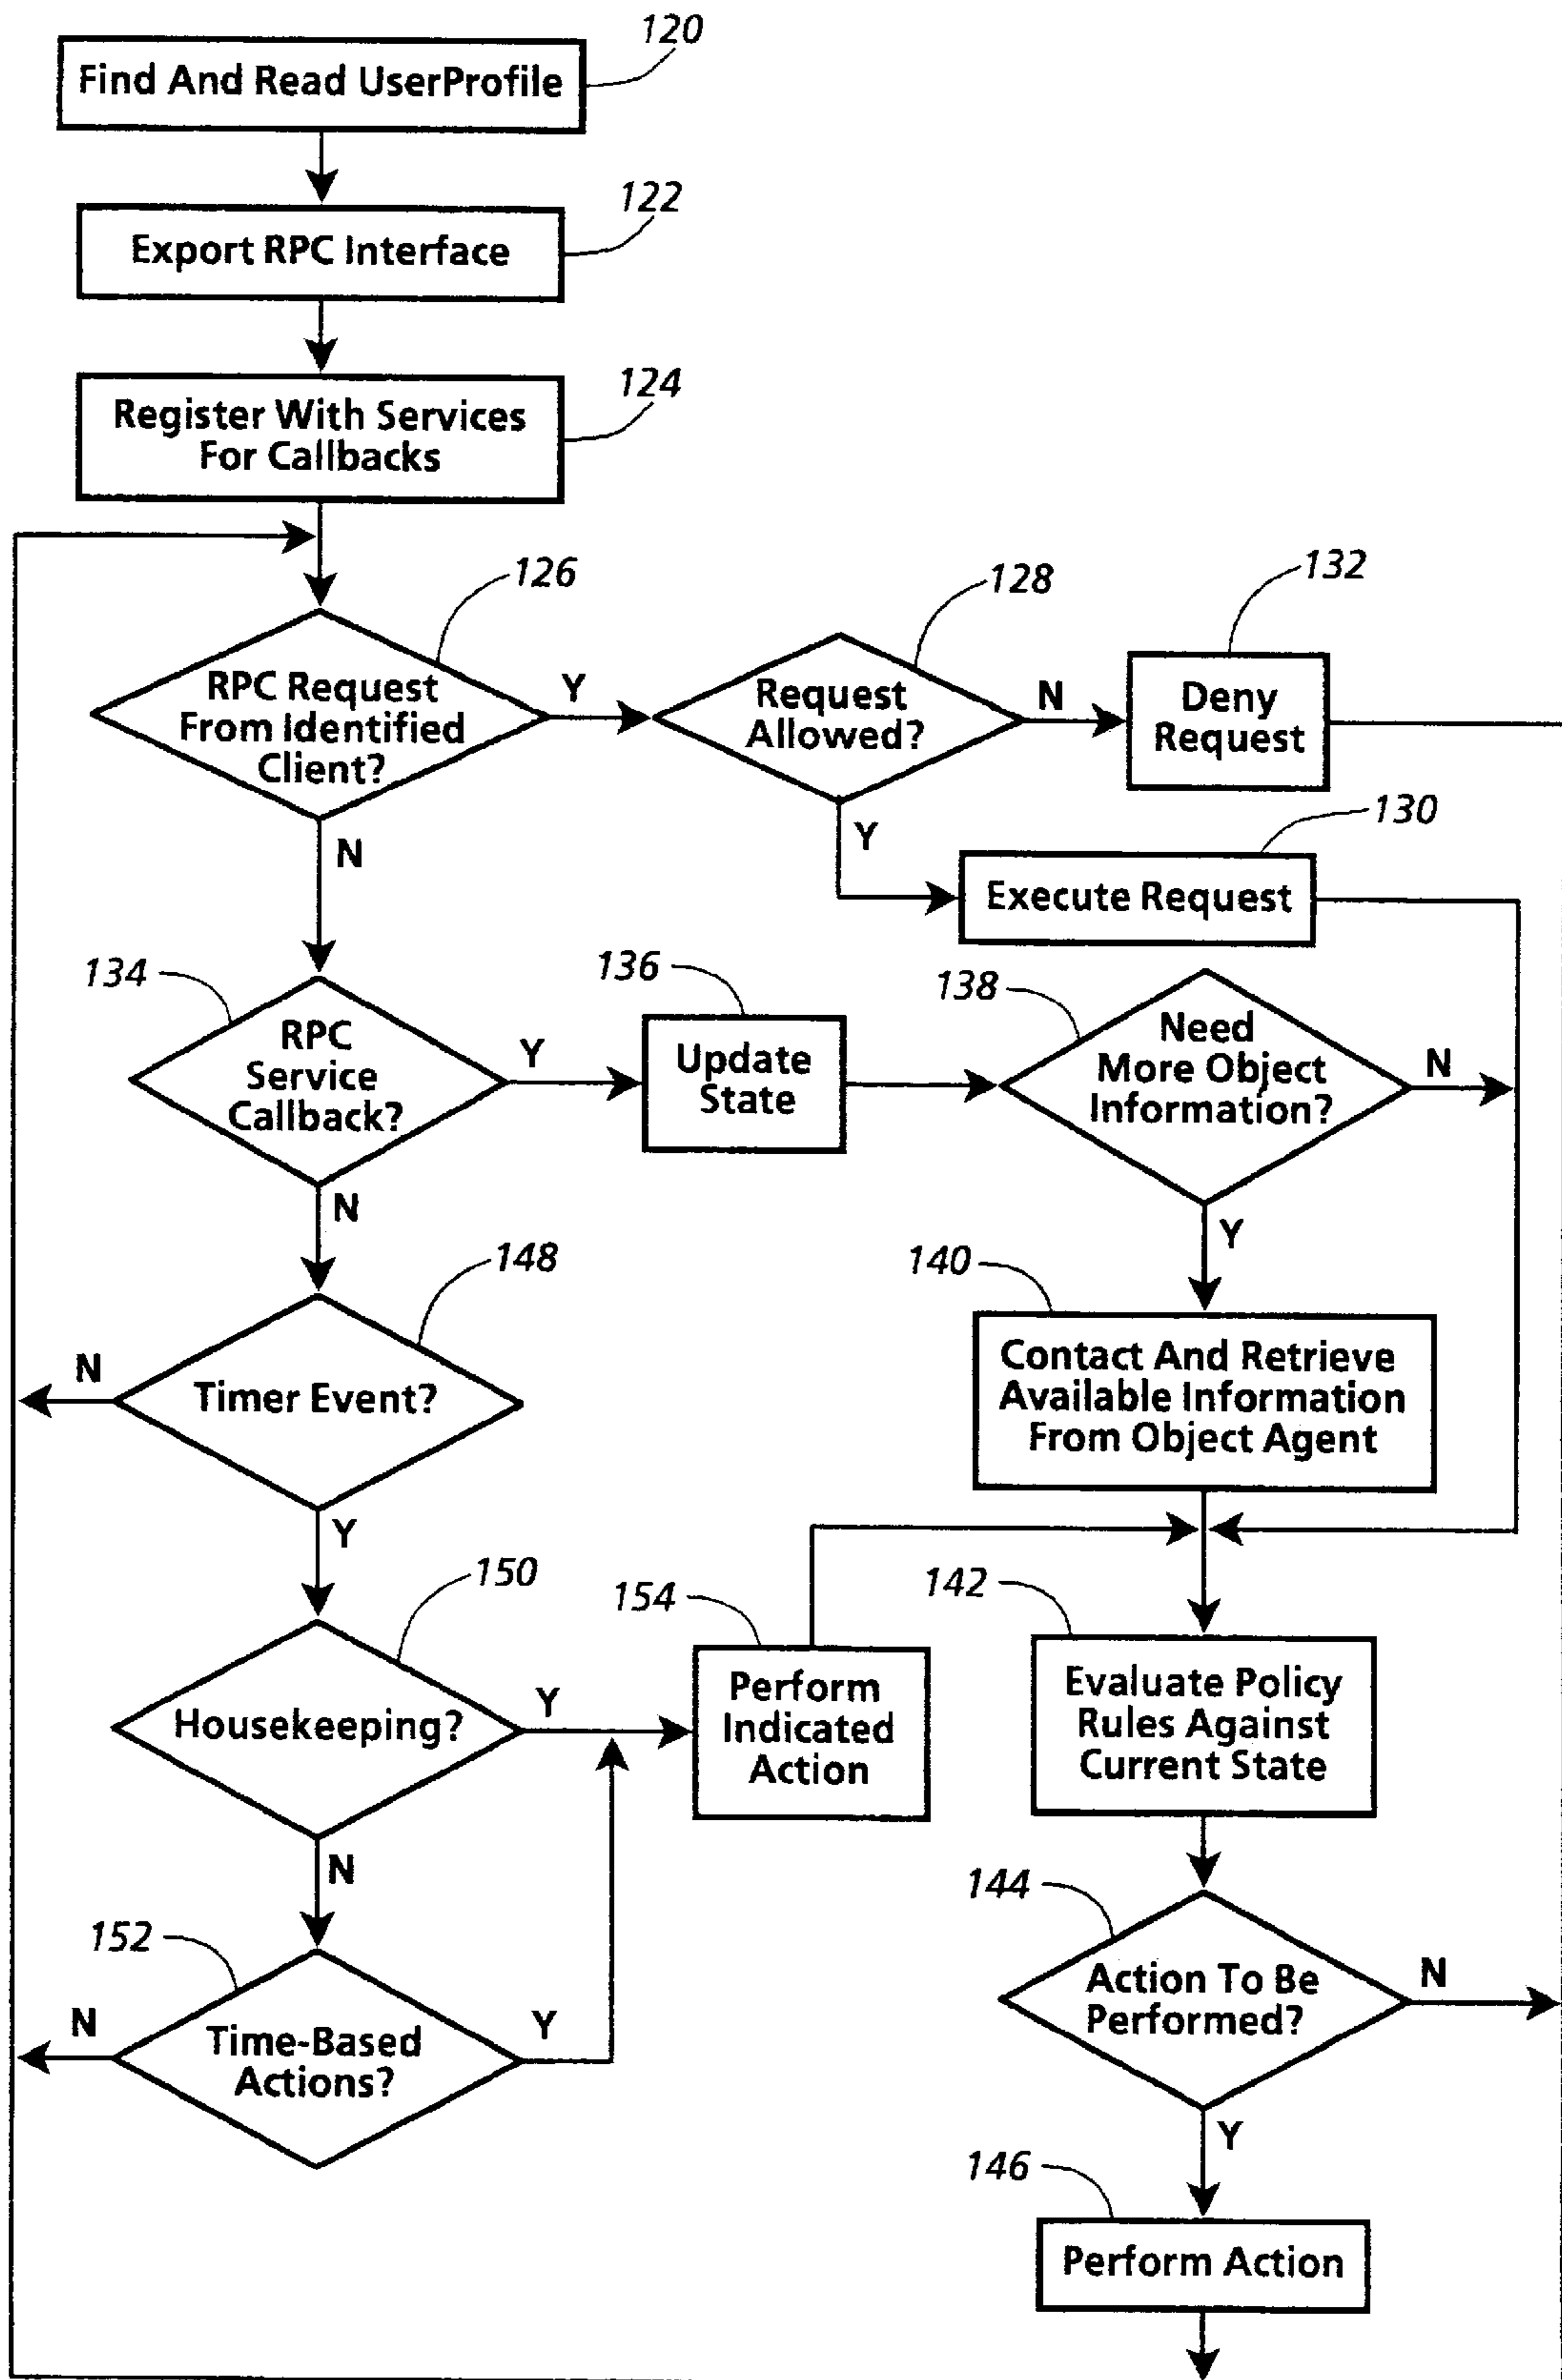 120
Find And Read UserProfile
122
Export RPC Interface
124
Register With Services
For Callbacks
126
RPC Request
From Identified
Client?
Y
N
128
Request
Allowed?
N
Y
132
Deny
Request
130
Execute Request
134
RPC
Service
Callback?
Y
N
136
Update
State
138
Need
More Object
Information?
N
Y
140
Contact And Retrieve
Available Information
From Object Agent
148
Timer Event?
N
Y
150
Housekeeping?
Y
N
154
Perform
Indicated
Action
142
Evaluate Policy
Rules Against
Current State
152
Time-Based
Actions?
N
Y
144
Action To Be
Performed?
N
Y
146
Perform Action